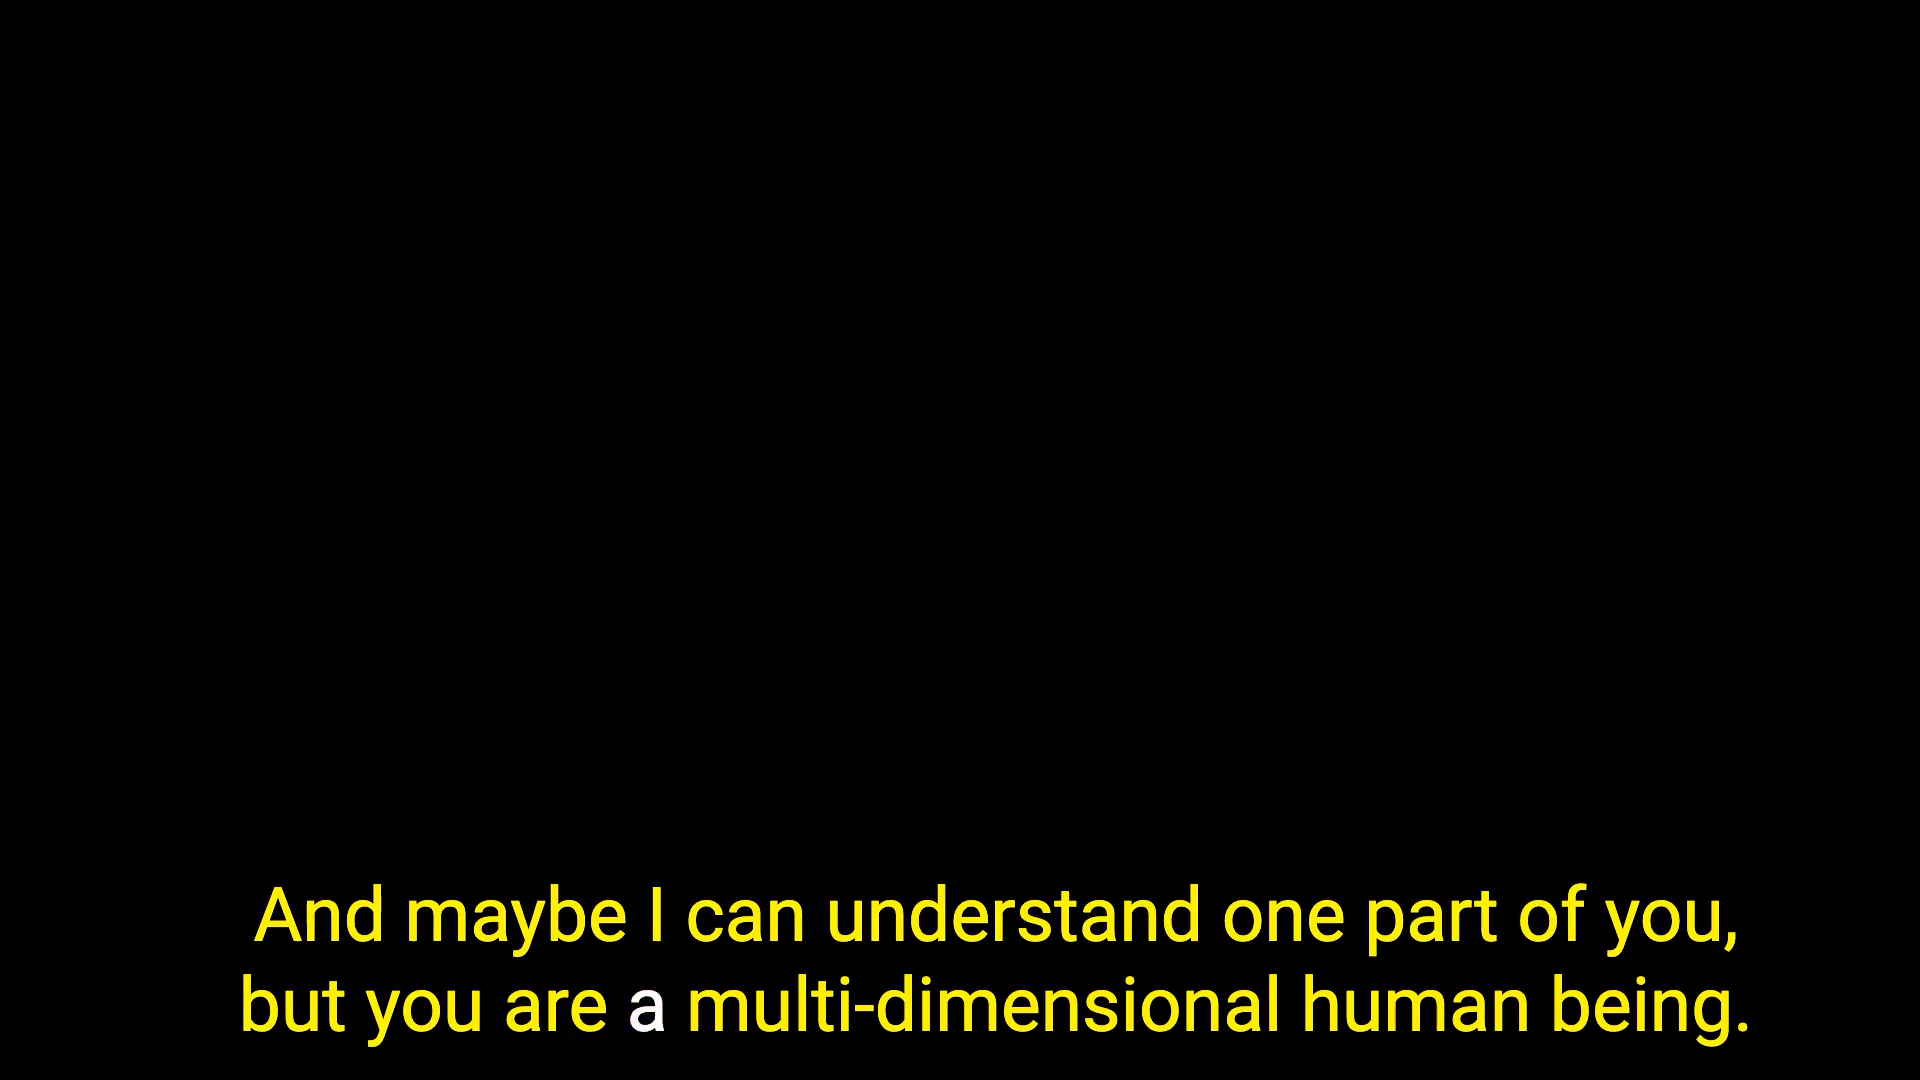 And maybe I can understand one part of you,
but you are a multi-dimensional human being.